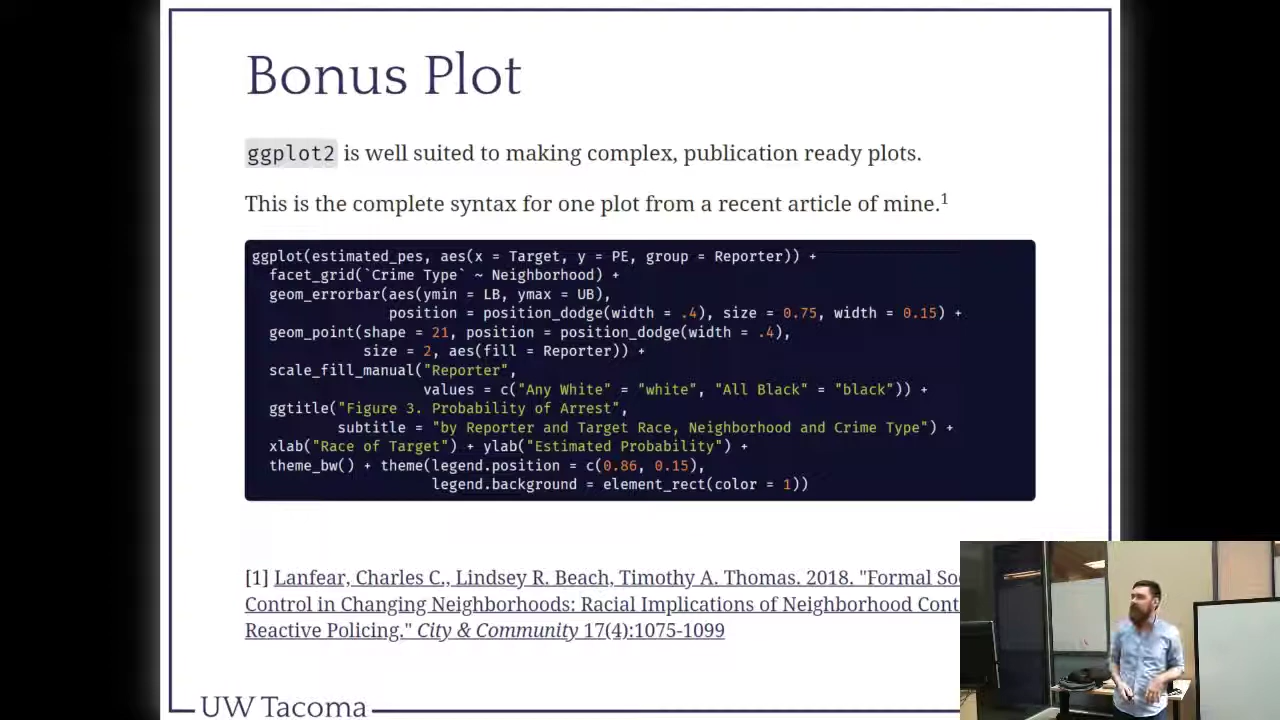 Bonus Plot
ggplot2 is well suited to making complex, publication ready plots.
This is the complete syntax for one plot from a recent article of mine.1
ggplot(estimated_pes, aes(x = Target, y = PE, group = Reporter)) +
  facet_grid(`Crime Type` ~ Neighborhood) +
  geom_errorbar(aes(ymin = LB, ymax = UB),
                position = position_dodge(width = .4), size = 0.75, width = 0.15) +
  geom_point(shape = 21, position = position_dodge(width = .4),
             size = 2, aes(fill = Reporter)) +
  scale_fill_manual("Reporter",
                    values = c("Any White" = "white", "All Black" = "black")) +
  ggtitle("Figure 3. Probability of Arrest",
          subtitle = "by Reporter and Target Race, Neighborhood and Crime Type") +
  xlab("Race of Target") + ylab("Estimated Probability") +
  theme_bw() + theme(legend.position = c(0.86, 0.15),
                     legend.background = element_rect(color = 1))
[1] Lanfear, Charles C., Lindsey R. Beach, Timothy A. Thomas. 2018. "Formal
Control in Changing Neighborhoods: Racial Implications of Neighborhood
Reactive Policing." City & Community 17(4):1075-1099
UW Tacoma